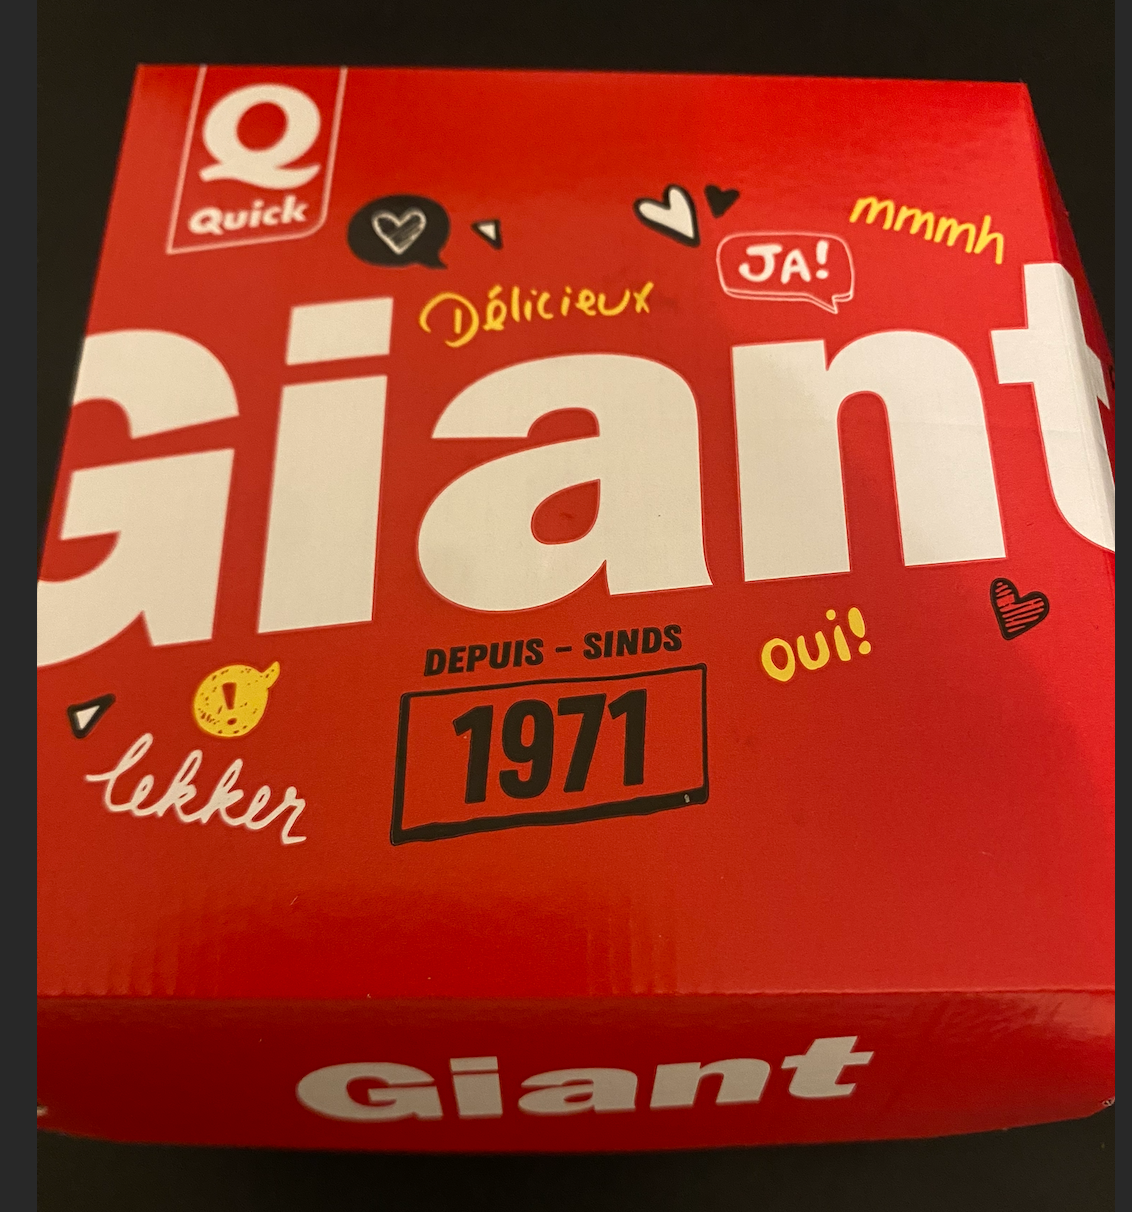 Q
Quick
mmmh
JA!
Délicieux
Giant
DEPUIS – SINDS
1971
oui!
!
lekker
Giant